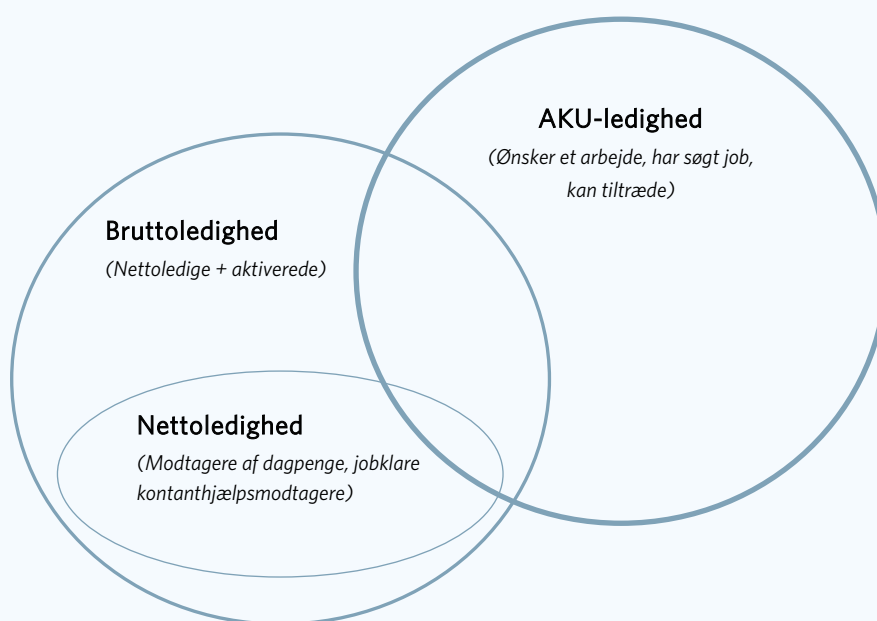 AKU-ledighed
(Ønsker et arbejde, har søgt job,
kan tiltræde)
Bruttoledighed
(Nettoledige + aktiverede)
Nettoledighed
(Modtagere af dagpenge, jobklare
kontanthjælpsmodtagere)